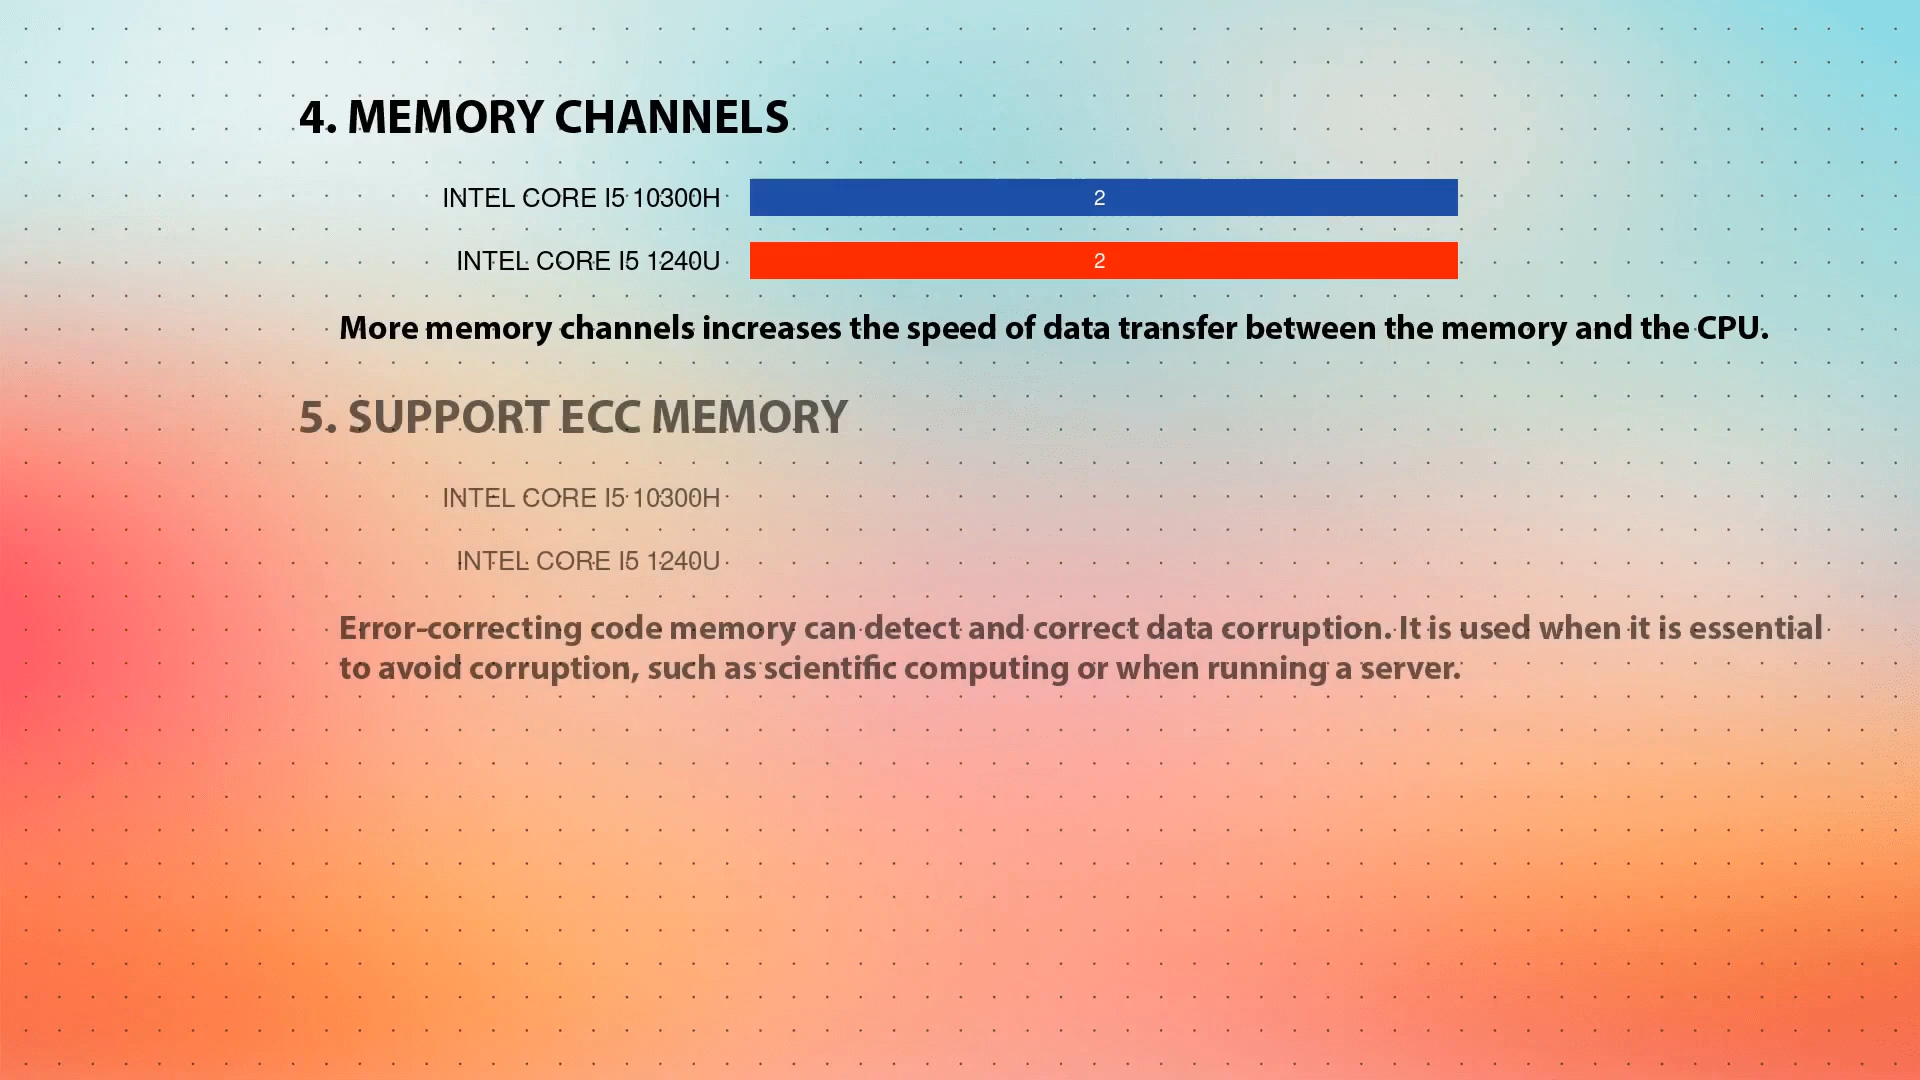 4. MEMORY CHANNELS
INTEL CORE I5 10300H
2
INTEL CORE I5 1240U
2
More memory channels increases the speed of data transfer between the memory and the CPU.
5. SUPPORT ECC MEMORY
INTEL CORE I5 10300H
INTEL CORE I5 1240U
Error-correcting code memory can detect and correct data corruption. It is used when it is essential
to avoid corruption, such as scientific computing or when running a server.